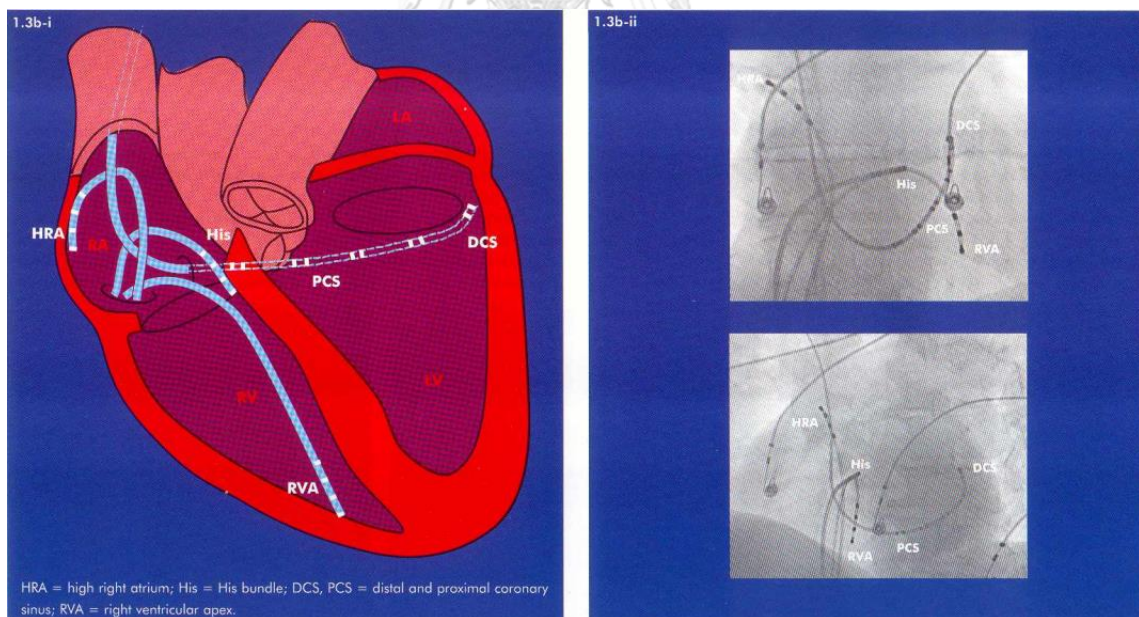 1.3b-i
LA
HRA
RA
His
DCS
PCS
RV
LV
RVA
HRA = high right atrium; His = His bundle; DCS, PCS = distal and proximal coronary
sinus; RVA = right ventricular apex.
1.3b-ii
HRA
DCS
His
PCS
RVA
HRA
His
DCS
RVA
PCS